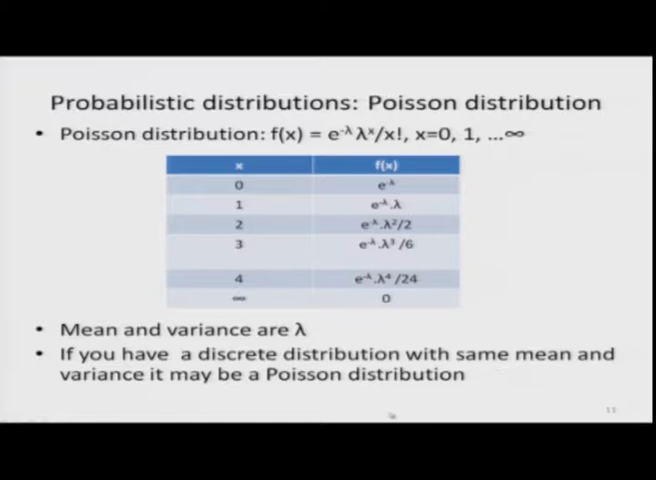 Probabilistic distributions: Poisson distribution
• Poisson distribution: f(x) = e^-λ λ^x/x!, x=0, 1, ...∞
x f(x)
0 e^-λ
1 e^-λ.λ
2 e^-λ.λ²/2
3 e^-λ.λ³ /6
4 e^-λ.λ⁴ /24
∞ 0
• Mean and variance are λ
• If you have a discrete distribution with same mean and
variance it may be a Poisson distribution